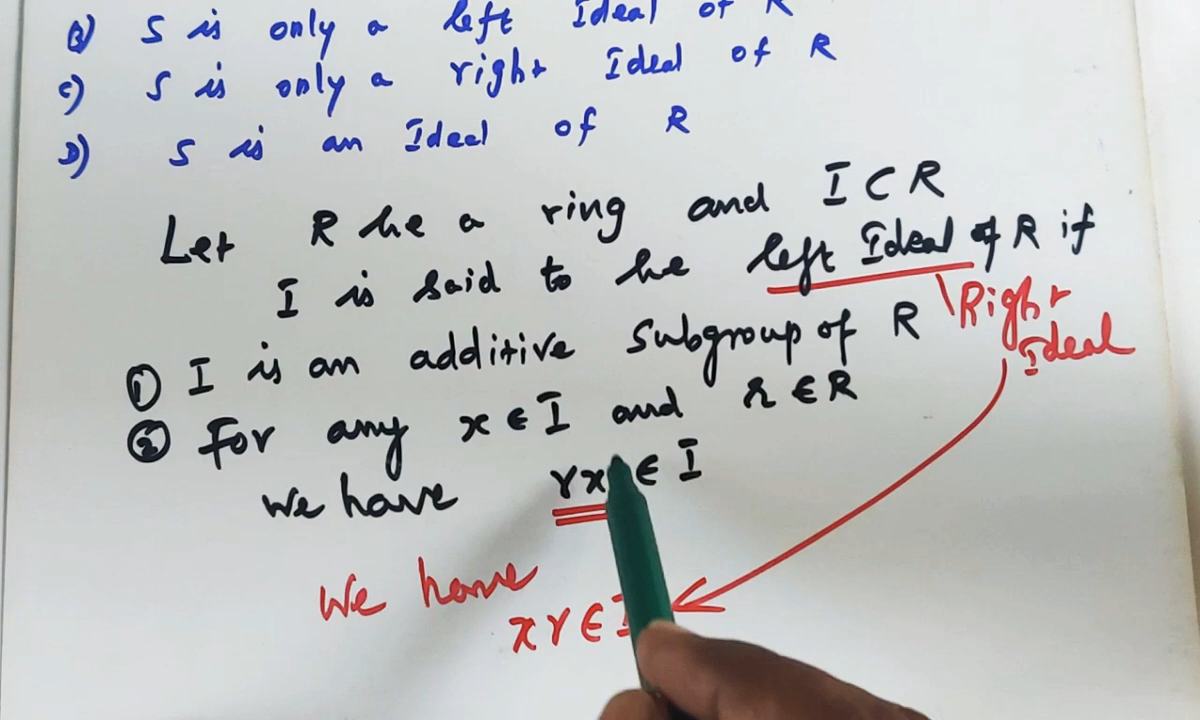 B) S is only a left Ideal of R
C) S is only a right Ideal of R
D) S is an Ideal of R
Let R be a ring and I ⊂ R
I is said to be left Ideal of R if
Right
Ideal
① I is an additive Subgroup of R
② For any x ∈ I and r ∈ R
We have rx ∈ I
We have
xr ∈ I